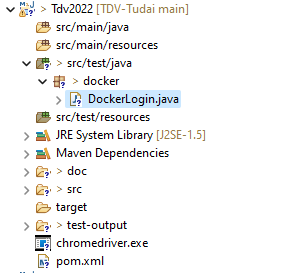 > Tdv2022 [TDV-Tudai main]
src/main/java
src/main/resources
> src/test/java
> docker
DockerLogin.java
src/test/resources
JRE System Library [J2SE-1.5]
Maven Dependencies
> doc
> src
target
> test-output
chromedriver.exe
pom.xml